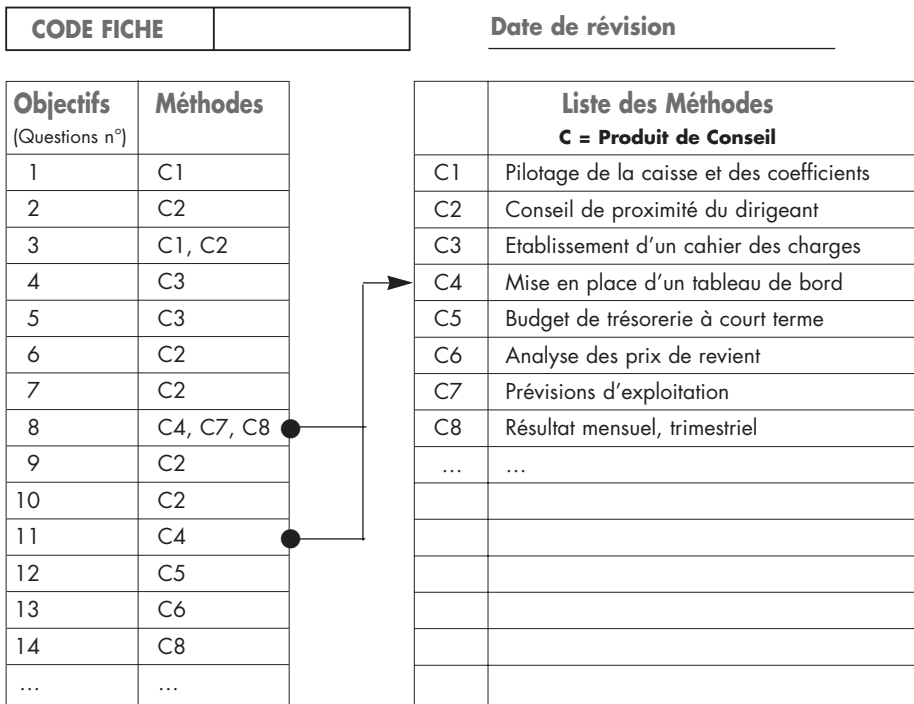 CODE FICHE
Date de révision
Objectifs Méthodes
(Questions n°)
1 C1
2 C2
3 C1, C2
4 C3
5 C3
6 C2
7 C2
8 C4, C7, C8
9 C2
10 C2
11 C4
12 C5
13 C6
14 C8
... ...
Liste des Méthodes
C = Produit de Conseil
C1 Pilotage de la caisse et des coefficients
C2 Conseil de proximité du dirigeant
C3 Etablissement d'un cahier des charges
C4 Mise en place d'un tableau de bord
C5 Budget de trésorerie à court terme
C6 Analyse des prix de revient
C7 Prévisions d'exploitation
C8 Résultat mensuel, trimestriel
... ...